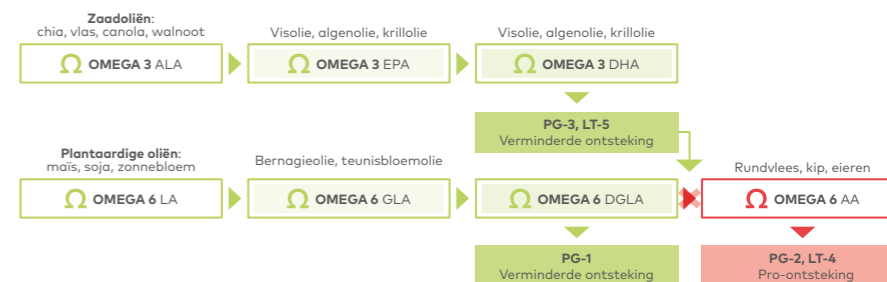 Zaadoliën:
chia, vlas, canola, walnoot
Visolie, algenolie, krillolie
Visolie, algenolie, krillolie
Ω OMEGA 3 ALA
Ω OMEGA 3 EPA
Ω OMEGA 3 DHA
PG-3, LT-5
Verminderde ontsteking
Plantaardige oliën:
maïs, soja, zonnebloem
Bernagieolie, teunisbloemolie
Rundvlees, kip, eieren
Ω OMEGA 6 LA
Ω OMEGA 6 GLA
Ω OMEGA 6 DGLA
Ω OMEGA 6 AA
PG-1
Verminderde ontsteking
PG-2, LT-4
Pro-ontsteking